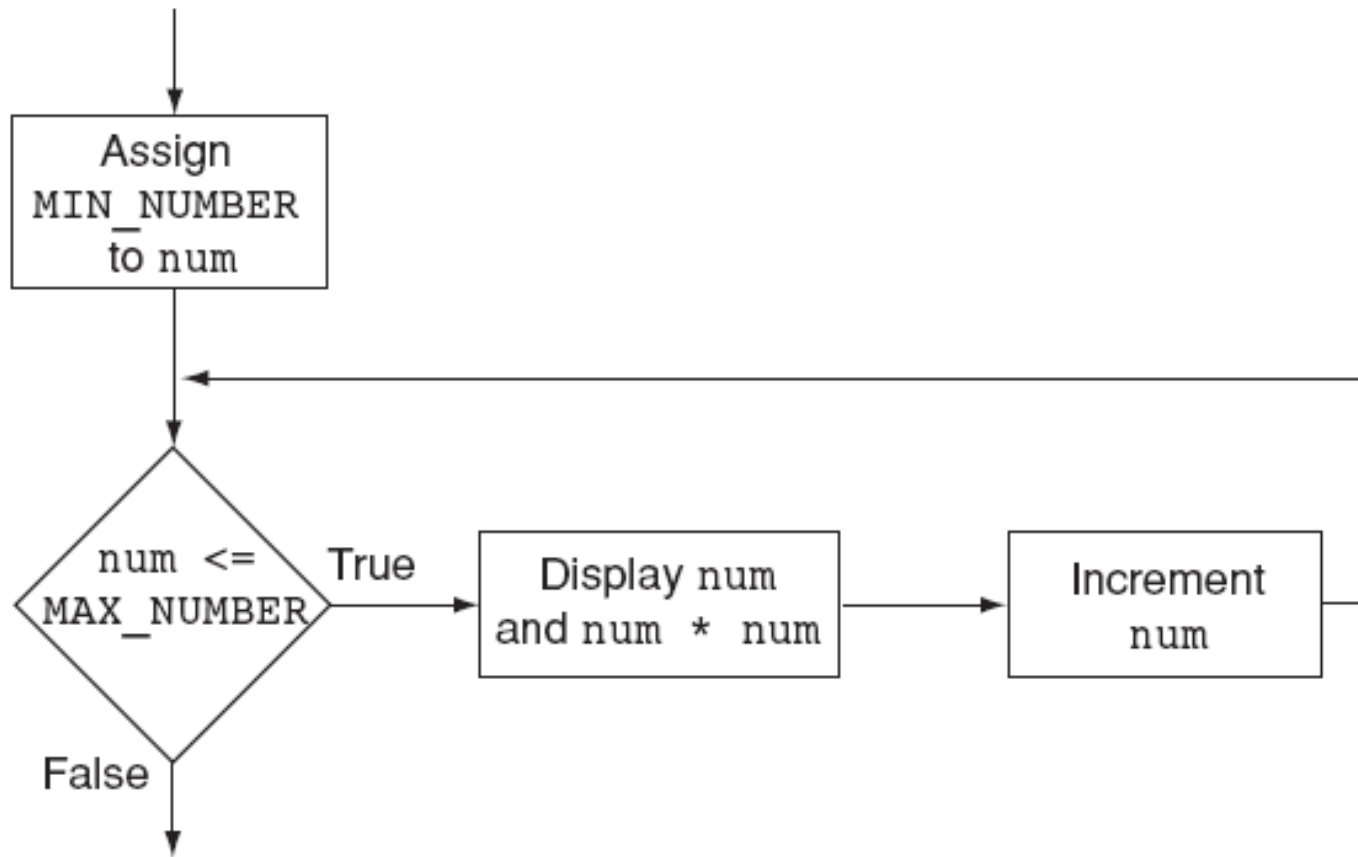 Assign
MIN_NUMBER
to num
num <=
MAX_NUMBER
True
Display num
and num * num
Increment
num
False